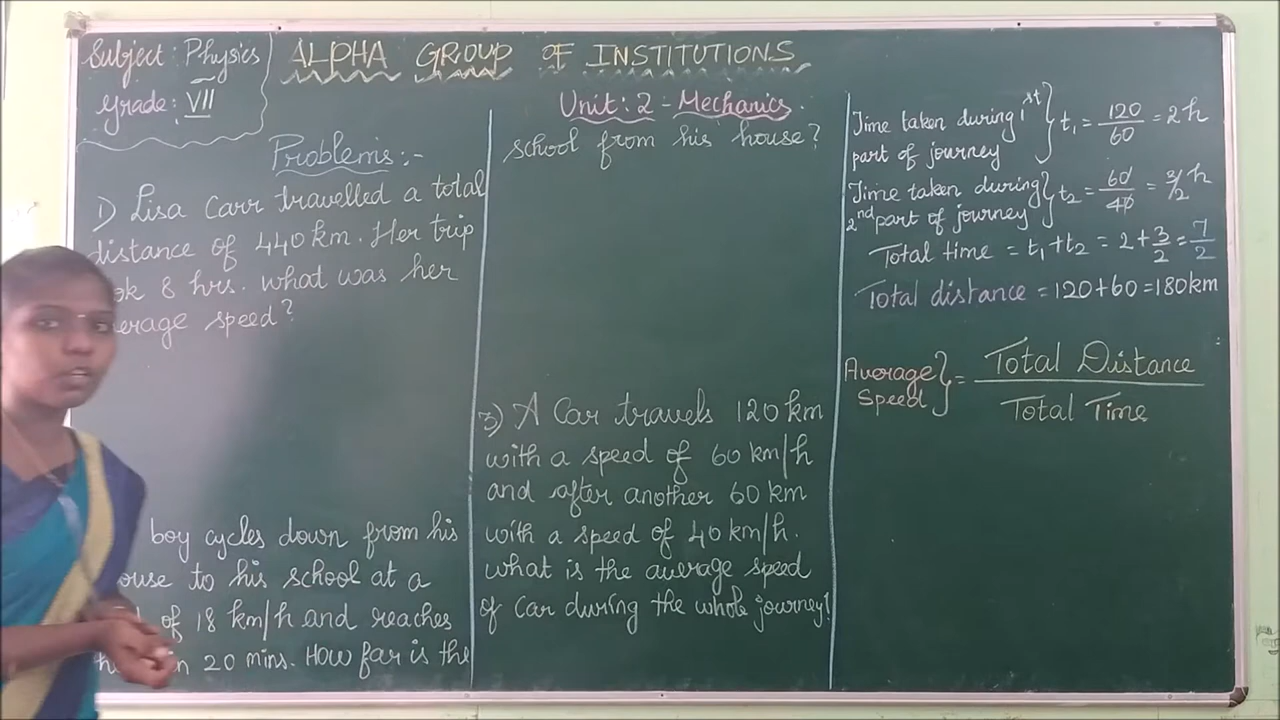 Subject: Physics
Grade: VII
ALPHA GROUP OF INSTITUTIONS
Unit: 2 - Mechanics.
Problems:-
1) Lisa Carr travelled a total
distance of 440 km. Her trip
ok 8 hrs. what was her
erage speed?
boy cycles down from his
ouse to his school at a
of 18 km/h and reaches
in 20 mins. How far is the
school from his house?
3) A Car travels 120 km
with a speed of 60 km/h
and after another 60 km
with a speed of 40 km/h.
what is the average speed
of Car during the whole journey?
Time taken during 1st
part of journey } t₁ = 120/60 = 2 h
Time taken during
2nd part of journey } t₂ = 60/40 = 3/2 h
Total time = t₁ + t₂ = 2 + 3/2 = 7/2
Total distance = 120 + 60 = 180 km
Average
Speed } = Total Distance / Total Time